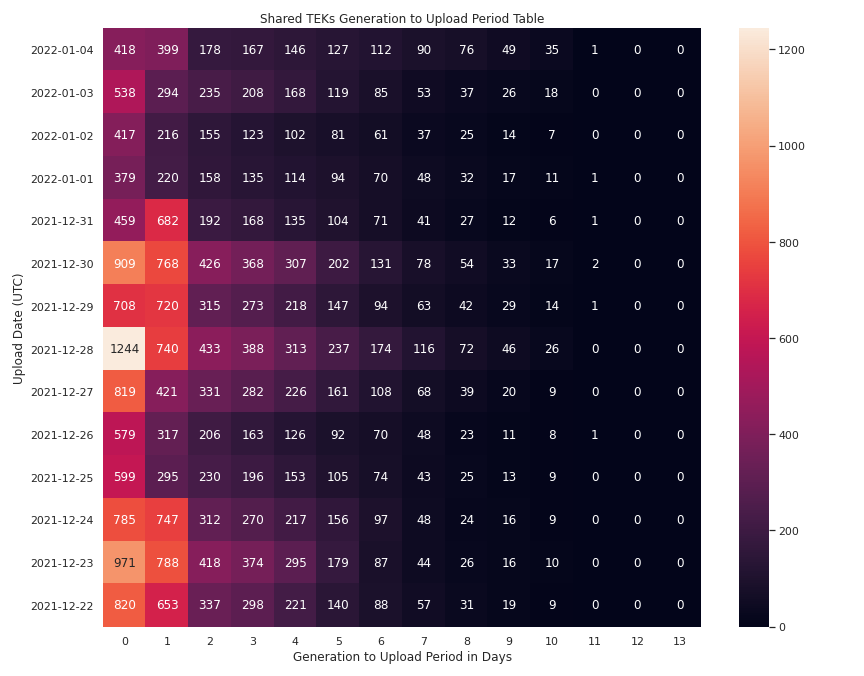 Shared TEKs Generation to Upload Period Table
2022-01-04 418 399 178 167 146 127 112 90 76 49 35 1 0 0
2022-01-03 538 294 235 208 168 119 85 53 37 26 18 0 0 0
2022-01-02 417 216 155 123 102 81 61 37 25 14 7 0 0 0
2022-01-01 379 220 158 135 114 94 70 48 32 17 11 1 0 0
2021-12-31 459 682 192 168 135 104 71 41 27 12 6 1 0 0
2021-12-30 909 768 426 368 307 202 131 78 54 33 17 2 0 0
2021-12-29 708 720 315 273 218 147 94 63 42 29 14 1 0 0
2021-12-28 1244 740 433 388 313 237 174 116 72 46 26 0 0 0
2021-12-27 819 421 331 282 226 161 108 68 39 20 9 0 0 0
2021-12-26 579 317 206 163 126 92 70 48 23 11 8 1 0 0
2021-12-25 599 295 230 196 153 105 74 43 25 13 9 0 0 0
2021-12-24 785 747 312 270 217 156 97 48 24 16 9 0 0 0
2021-12-23 971 788 418 374 295 179 87 44 26 16 10 0 0 0
2021-12-22 820 653 337 298 221 140 88 57 31 19 9 0 0 0
0 1 2 3 4 5 6 7 8 9 10 11 12 13
Generation to Upload Period in Days
Upload Date (UTC)
1200
1000
800
600
400
200
0